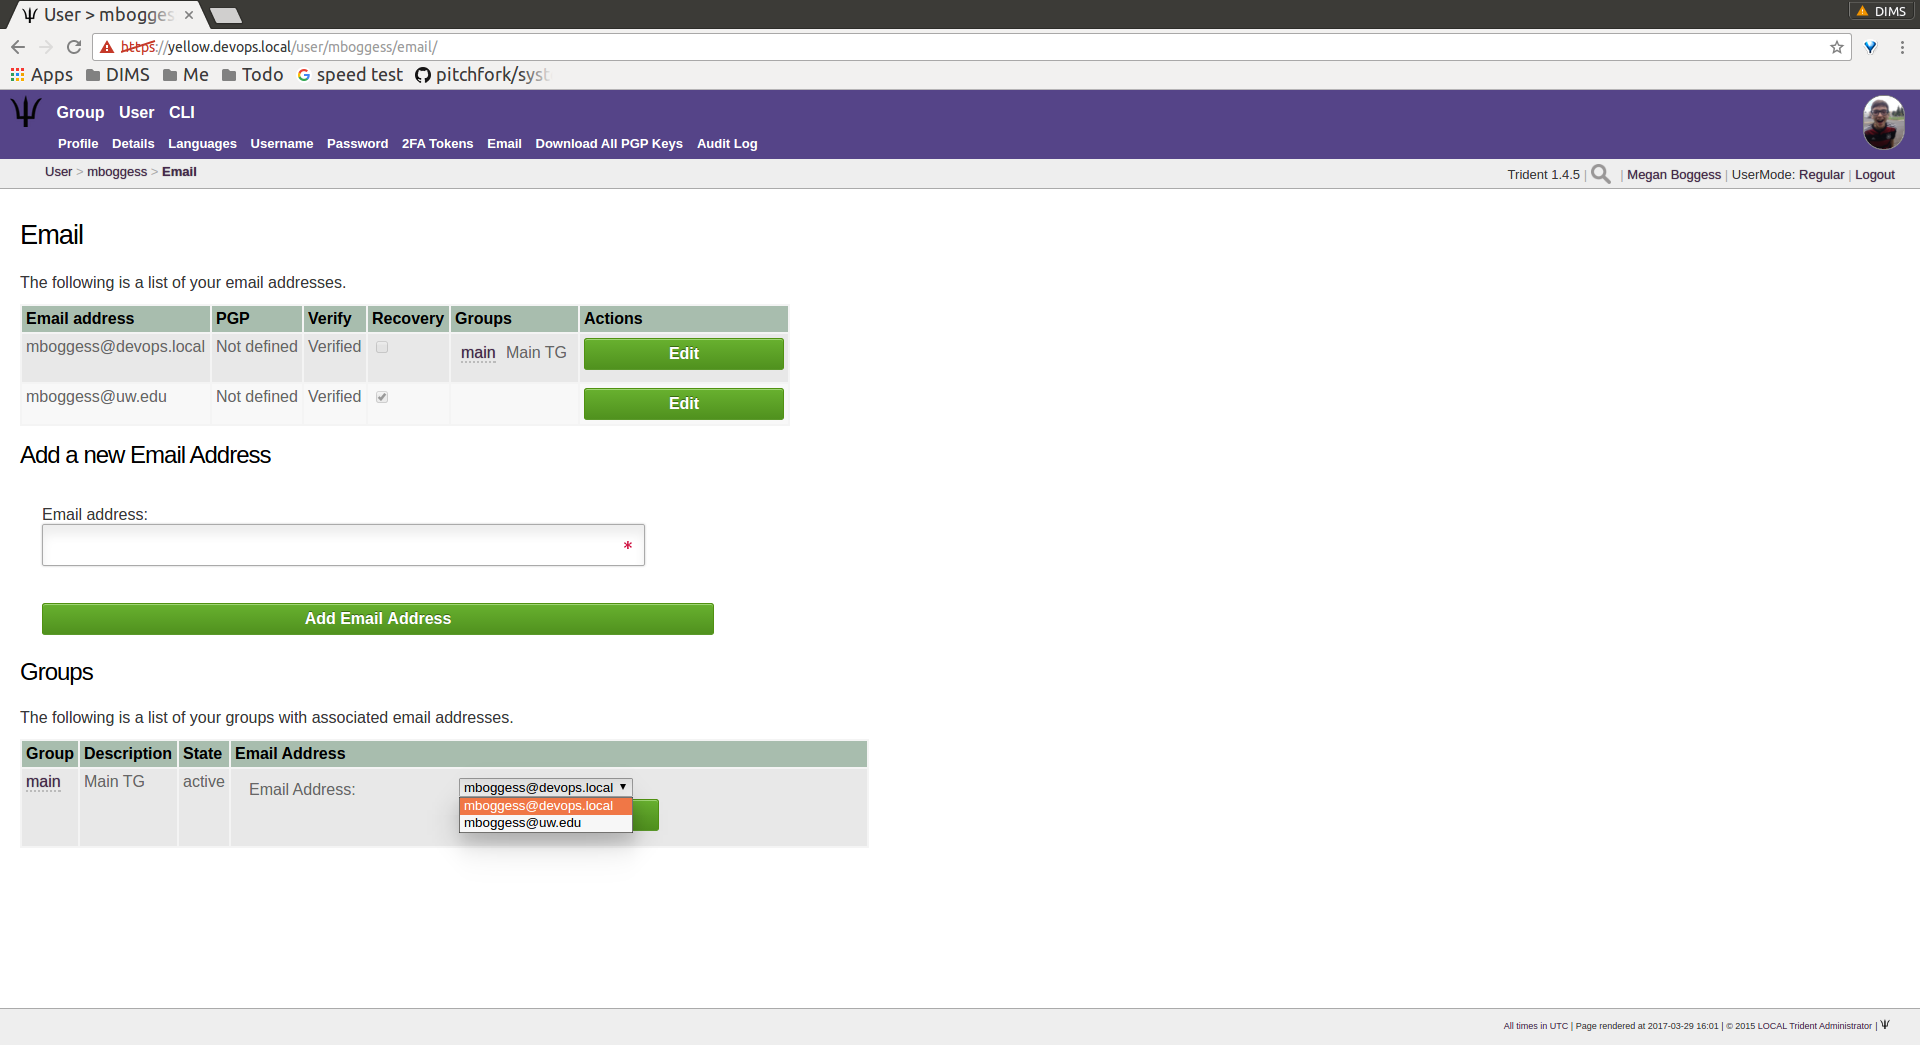 User > mbogges
DIMS
https://yellow.devops.local/user/mboggess/email/
Apps DIMS Me Todo speed test pitchfork/syst
Group User CLI
Profile Details Languages Username Password 2FA Tokens Email Download All PGP Keys Audit Log
User > mboggess > Email
Trident 1.4.5 | | Megan Boggess | UserMode: Regular | Logout
Email
The following is a list of your email addresses.
Email address PGP Verify Recovery Groups Actions
mboggess@devops.local Not defined Verified main Main TG Edit
mboggess@uw.edu Not defined Verified Edit
Add a new Email Address
Email address:
*
Add Email Address
Groups
The following is a list of your groups with associated email addresses.
Group Description State Email Address
main Main TG active Email Address: mboggess@devops.local
mboggess@devops.local
mboggess@uw.edu
All times in UTC | Page rendered at 2017-03-29 16:01 | © 2015 LOCAL Trident Administrator |